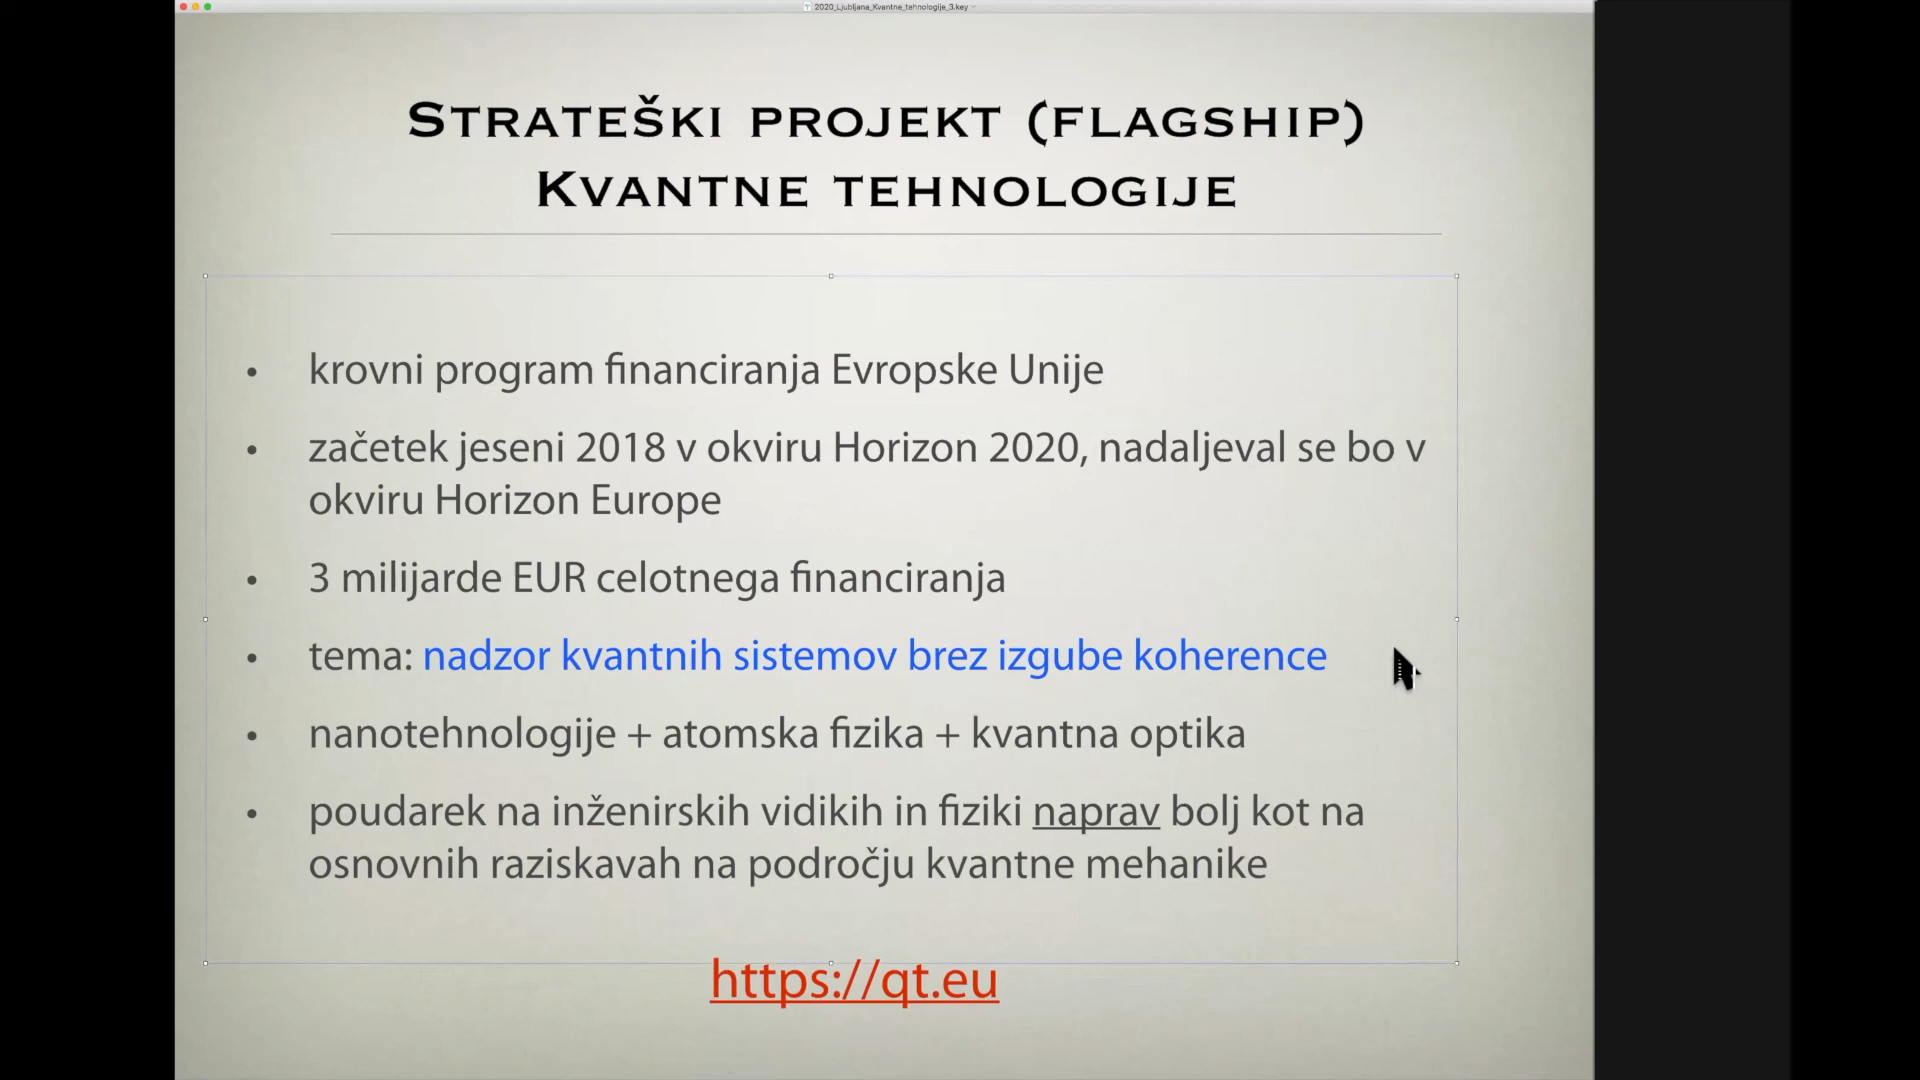 2020_Ljubljana_Kvantne_tehnologije_3.key
Strateški projekt (flagship)
Kvantne tehnologije
• krovni program financiranja Evropske Unije
• začetek jeseni 2018 v okviru Horizon 2020, nadaljeval se bo v
okviru Horizon Europe
• 3 milijarde EUR celotnega financiranja
• tema: nadzor kvantnih sistemov brez izgube koherence
• nanotehnologije + atomska fizika + kvantna optika
• poudarek na inženirskih vidikih in fiziki naprav bolj kot na
osnovnih raziskavah na področju kvantne mehanike
https://qt.eu